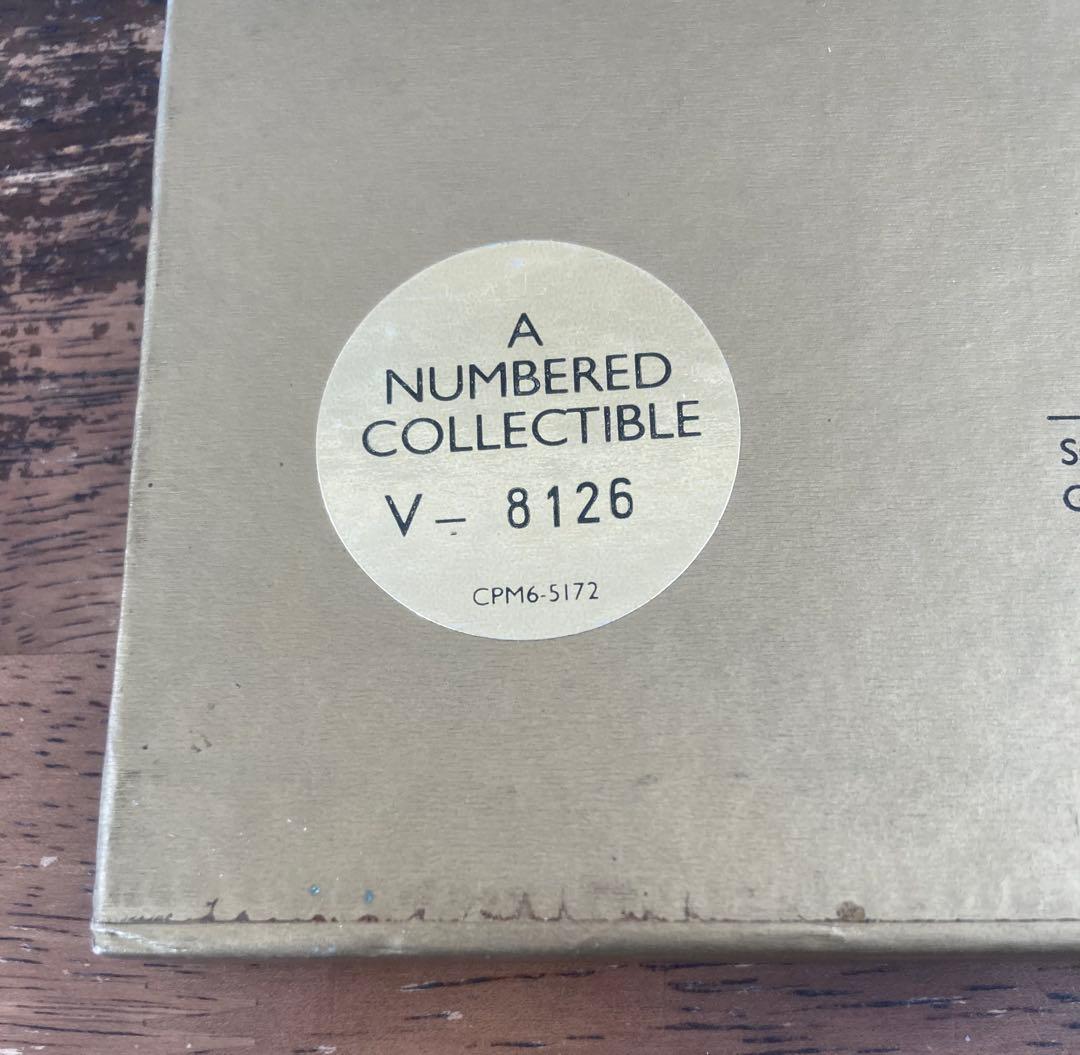 A
NUMBERED
COLLECTIBLE
V- 8126
CPM6-5172